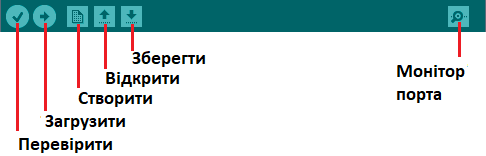 Зберегти
Відкрити
Створити
Загрузити
Перевірити
Монітор
порта